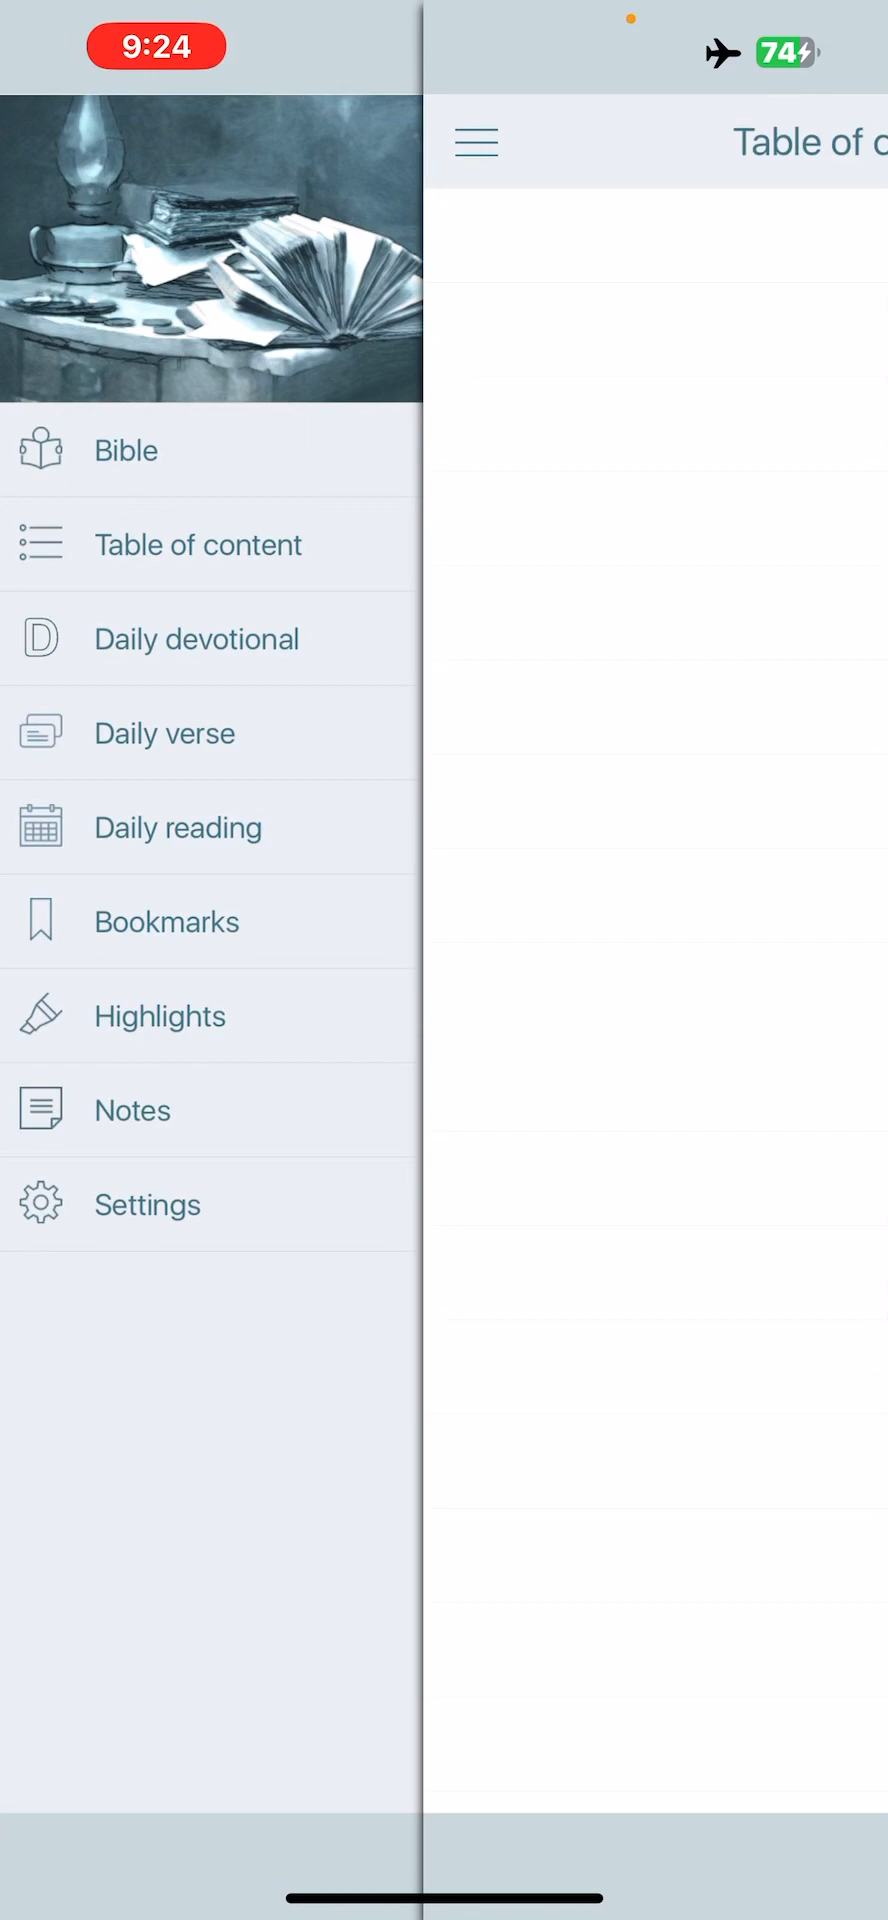 9:24
74
Table of c
Bible
Table of content
Daily devotional
Daily verse
Daily reading
Bookmarks
Highlights
Notes
Settings